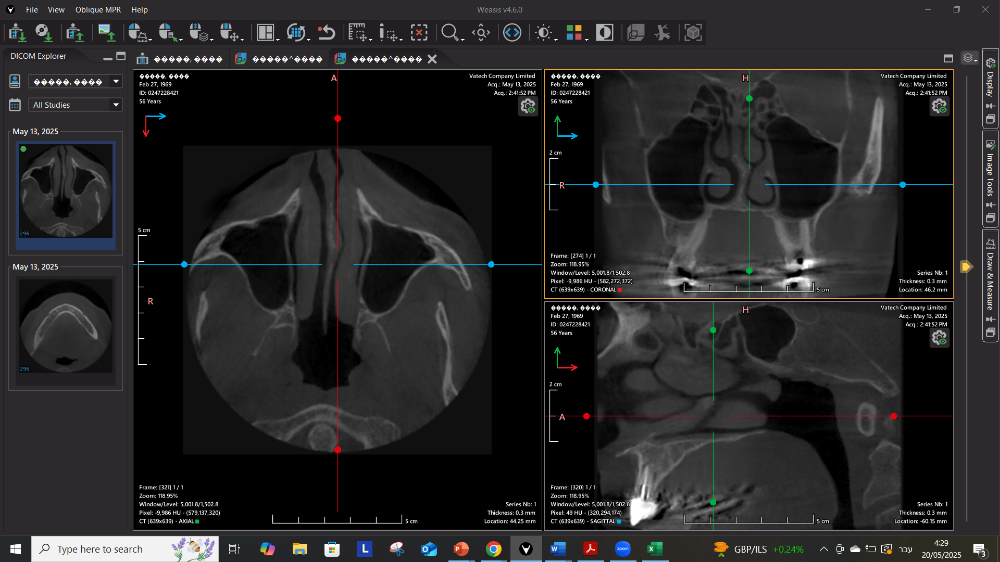 File View Oblique MPR Help
Weasis v4.6.0
DICOM Explorer
�����, ����
�����^����
�����^����
�����, ����
All Studies
May 13, 2025
296
May 13, 2025
296
�����, ����
Feb 27, 1969
ID: 0247228421
56 Years
A
Vatech Company Limited
Acq.: May 13, 2025
Acq.: 2:41:52 PM
5 cm
R
Frame: [321] 1 / 1
Zoom: 118.95%
Window/Level: 5,001.8/1,502.8
Pixel: -9,986 HU - (579,137,320)
CT (639x639) - AXIAL
5 cm
Series Nb: 1
Thickness: 0.3 mm
Location: 44.25 mm
�����, ����
Feb 27, 1969
ID: 0247228421
56 Years
H
Vatech Company Limited
Acq.: May 13, 2025
Acq.: 2:41:52 PM
2 cm
R
Frame: [274] 1 / 1
Zoom: 118.95%
Window/Level: 5,001.8/1,502.8
Pixel: -9,986 HU - (582,272,372)
CT (639x639) - CORONAL
5 cm
Series Nb: 1
Thickness: 0.3 mm
Location: 46.2 mm
�����, ����
Feb 27, 1969
ID: 0247228421
56 Years
H
Vatech Company Limited
Acq.: May 13, 2025
Acq.: 2:41:52 PM
2 cm
A
Frame: [320] 1 / 1
Zoom: 118.95%
Window/Level: 5,001.8/1,502.8
Pixel: 49 HU - (320,294,174)
CT (639x639) - SAGITTAL
5 cm
Series Nb: 1
Thickness: 0.3 mm
Location: -60.15 mm
Display
Image Tools
Draw & Measure
Type here to search
L
zoom
GBP/ILS +0.24%
עבר
4:29
20/05/2025
3